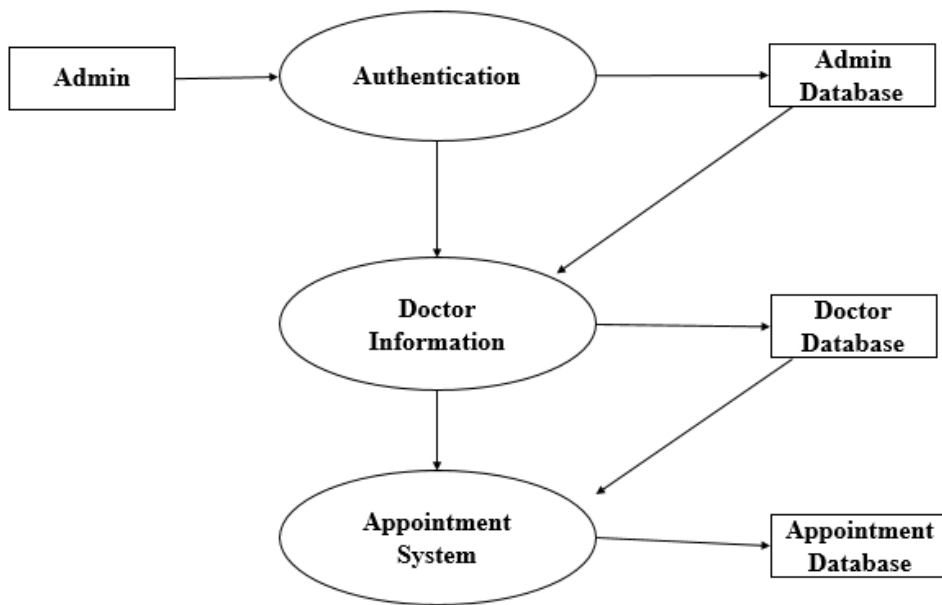 Admin
Authentication
Admin
Database
Doctor
Information
Doctor
Database
Appointment
System
Appointment
Database